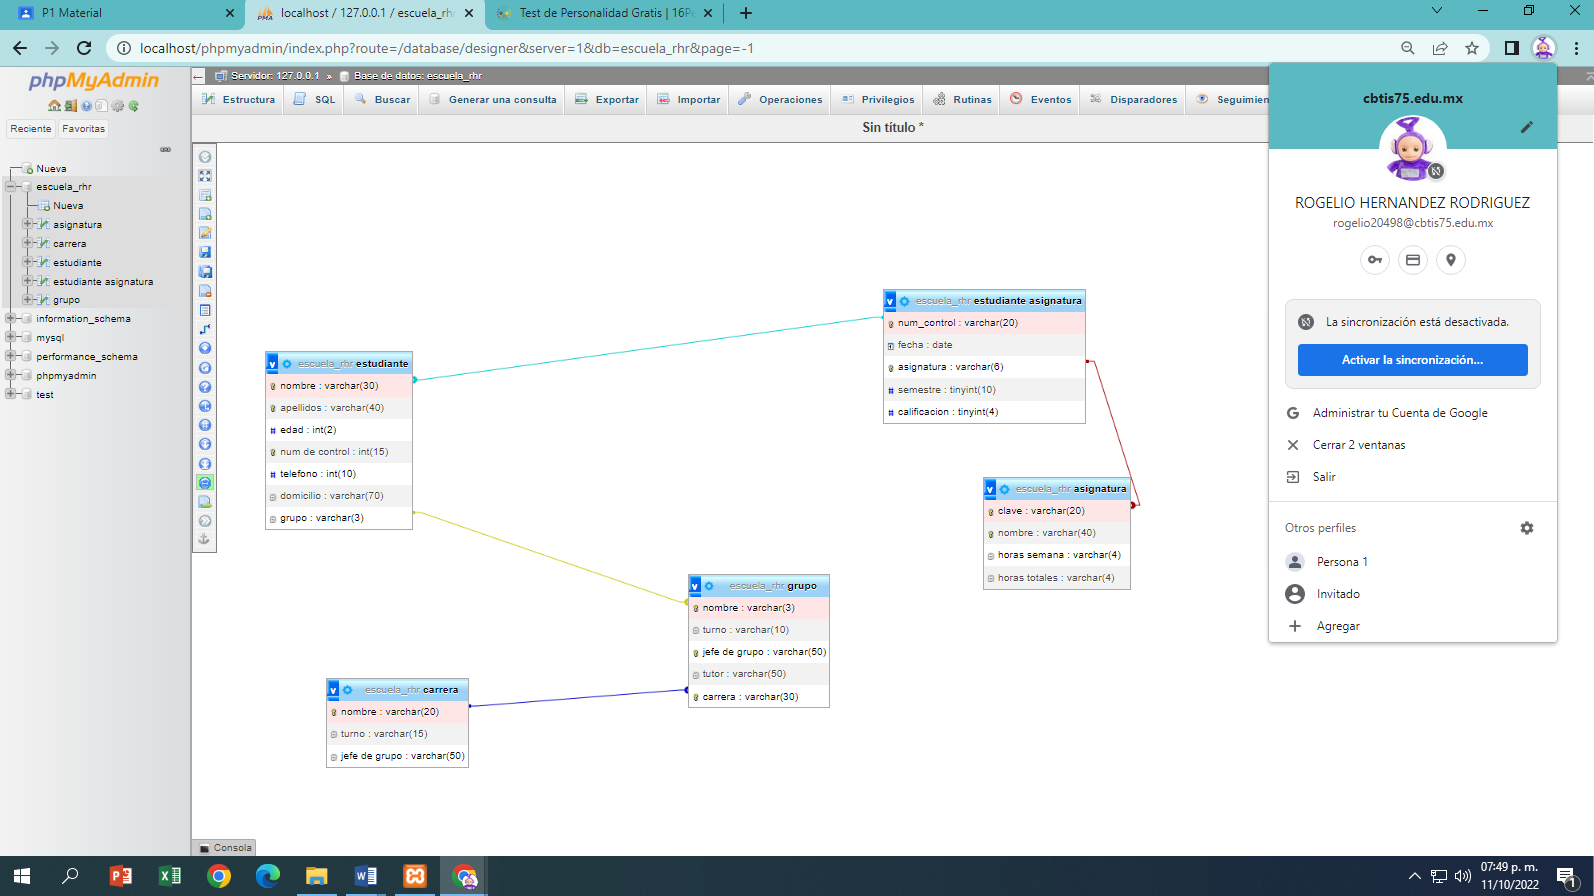 P1 Material
localhost / 127.0.0.1 / escuela_rhr
Test de Personalidad Gratis | 16Pe
localhost/phpmyadmin/index.php?route=/database/designer&server=1&db=escuela_rhr&page=-1
phpMyAdmin
Reciente
Favoritas
Nueva
escuela_rhr
Nueva
asignatura
carrera
estudiante
estudiante asignatura
grupo
information_schema
mysql
performance_schema
phpmyadmin
test
Servidor: 127.0.0.1 » Base de datos: escuela_rhr
Estructura
SQL
Buscar
Generar una consulta
Exportar
Importar
Operaciones
Privilegios
Rutinas
Eventos
Disparadores
Seguimien
Sin título *
escuela_rhr estudiante
nombre : varchar(30)
apellidos : varchar(40)
edad : int(2)
num de control : int(15)
telefono : int(10)
domicilio : varchar(70)
grupo : varchar(3)
escuela_rhr estudiante asignatura
num_control : varchar(20)
fecha : date
asignatura : varchar(6)
semestre : tinyint(10)
calificacion : tinyint(4)
escuela_rhr asignatura
clave : varchar(20)
nombre : varchar(40)
horas semana : varchar(4)
horas totales : varchar(4)
escuela_rhr grupo
nombre : varchar(3)
turno : varchar(10)
jefe de grupo : varchar(50)
tutor : varchar(50)
carrera : varchar(30)
escuela_rhr carrera
nombre : varchar(20)
turno : varchar(15)
jefe de grupo : varchar(50)
Consola
cbtis75.edu.mx
ROGELIO HERNANDEZ RODRIGUEZ
rogelio20498@cbtis75.edu.mx
La sincronización está desactivada.
Activar la sincronización...
Administrar tu Cuenta de Google
Cerrar 2 ventanas
Salir
Otros perfiles
Persona 1
Invitado
Agregar
07:49 p. m.
11/10/2022
1